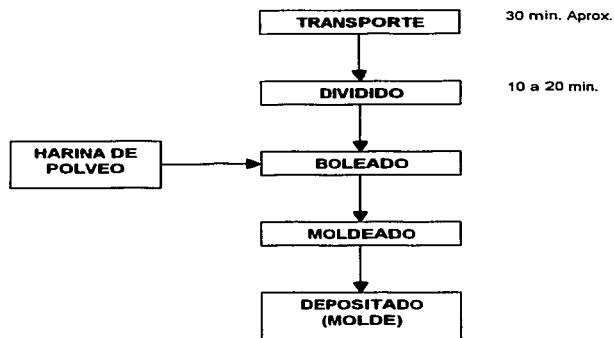 TRANSPORTE
30 min. Aprox.
DIVIDIDO
10 a 20 min.
HARINA DE
POLVEO
BOLEADO
MOLDEADO
DEPOSITADO
(MOLDE)